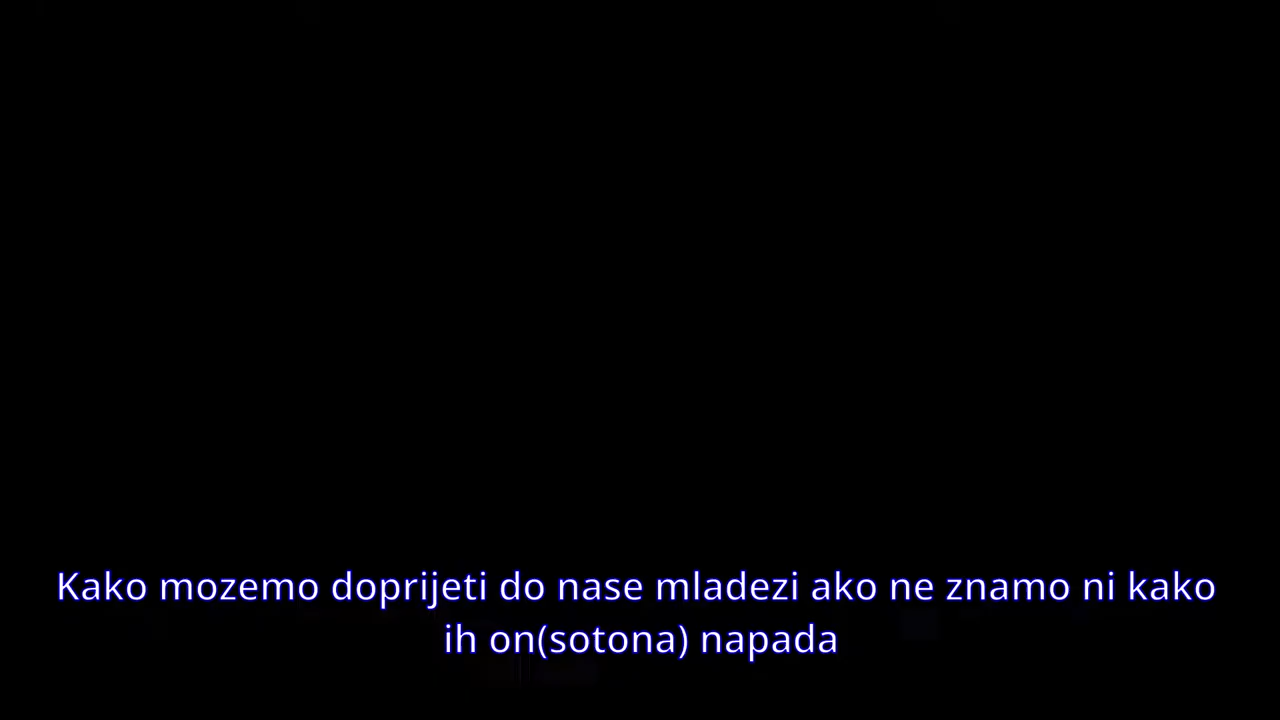 Kako mozemo doprijeti do nase mladezi ako ne znamo ni kako
ih on(sotona) napada